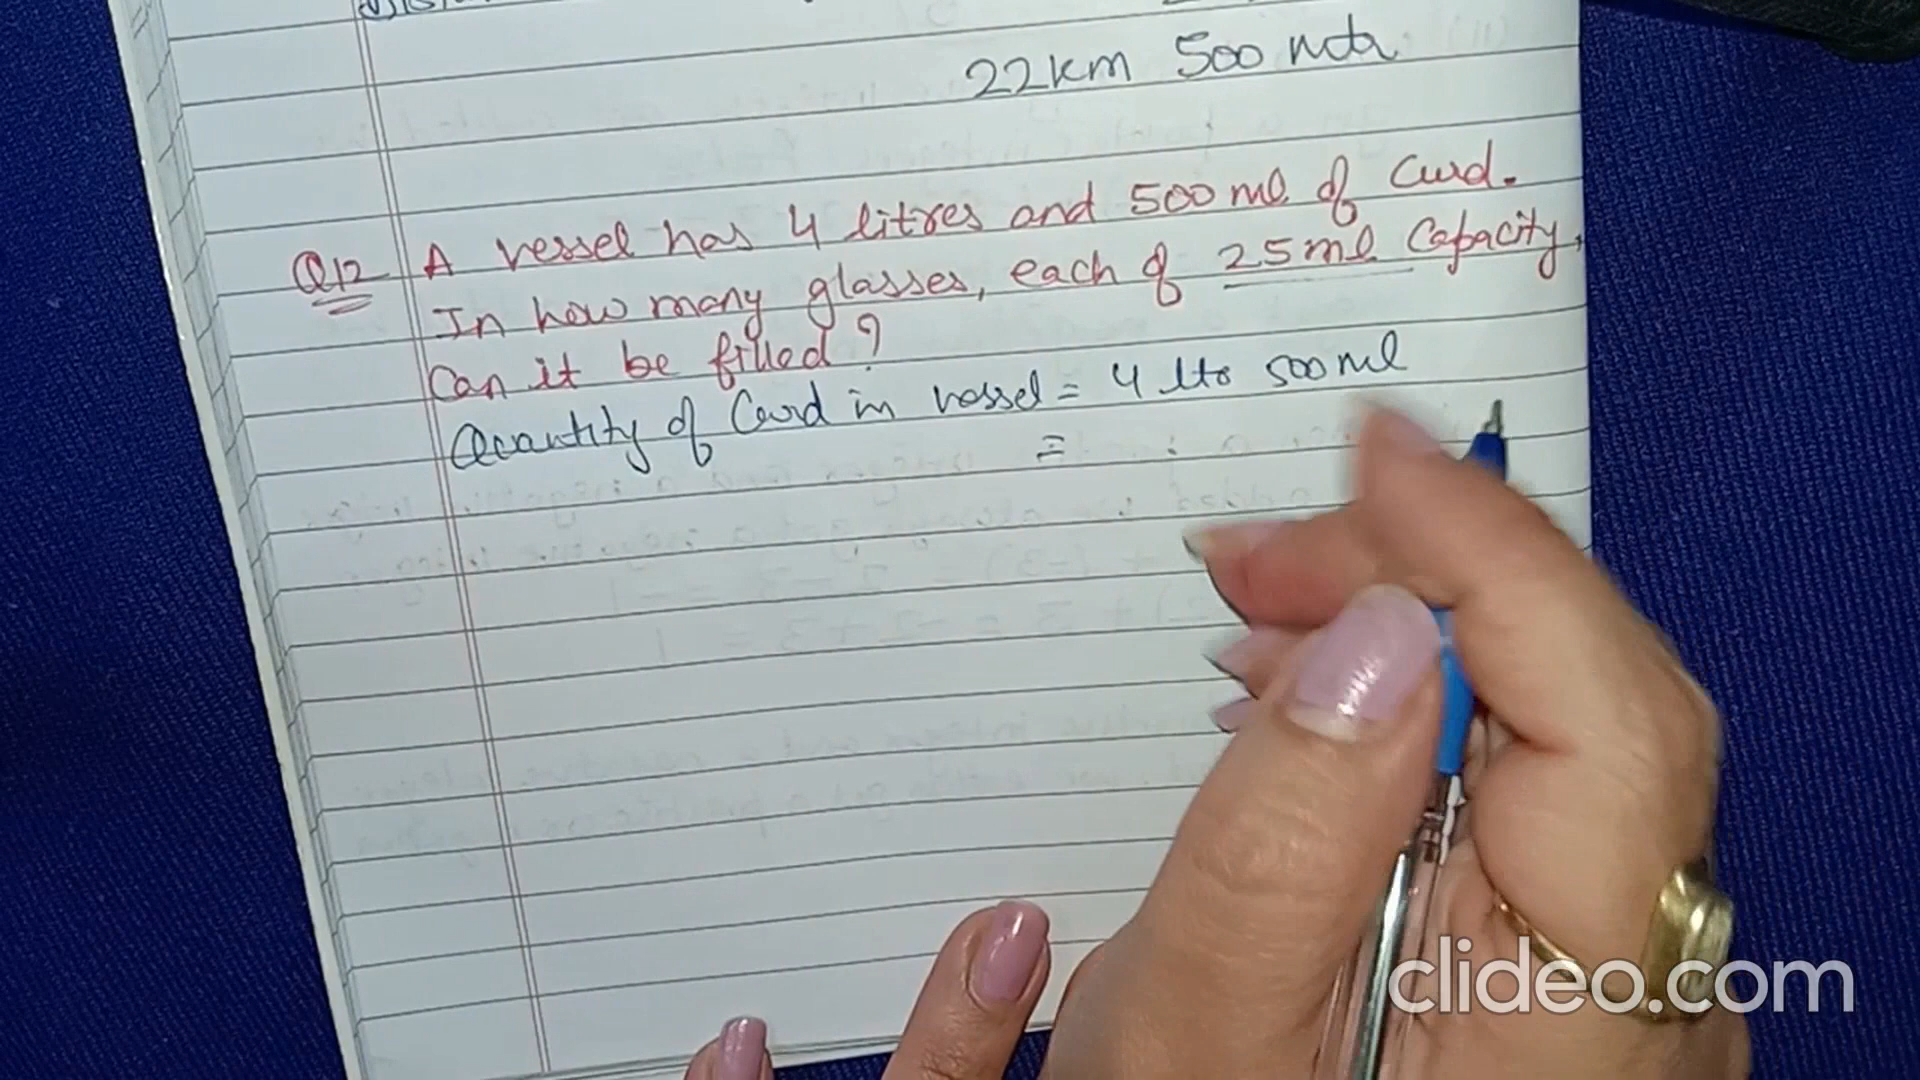 22km 500 mtr
Q12 A vessel has 4 litres and 500 ml of Curd.
In how many glasses, each of 25 ml Capacity,
Can it be filled?
Quantity of Curd in vessel = 4 ltrs 500 ml
=
clideo.com